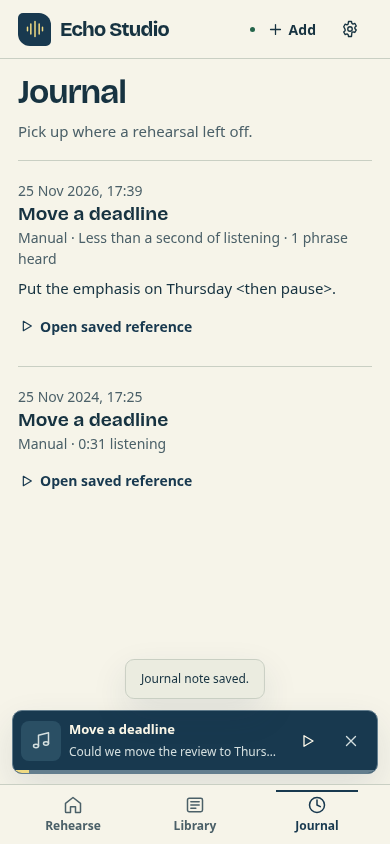 Echo Studio
Add
Journal
Pick up where a rehearsal left off.
25 Nov 2026, 17:39
Move a deadline
Manual · Less than a second of listening · 1 phrase
heard
Put the emphasis on Thursday <then pause>.
Open saved reference
25 Nov 2024, 17:25
Move a deadline
Manual · 0:31 listening
Open saved reference
Journal note saved.
Move a deadline
Could we move the review to Thurs…
Rehearse
Library
Journal